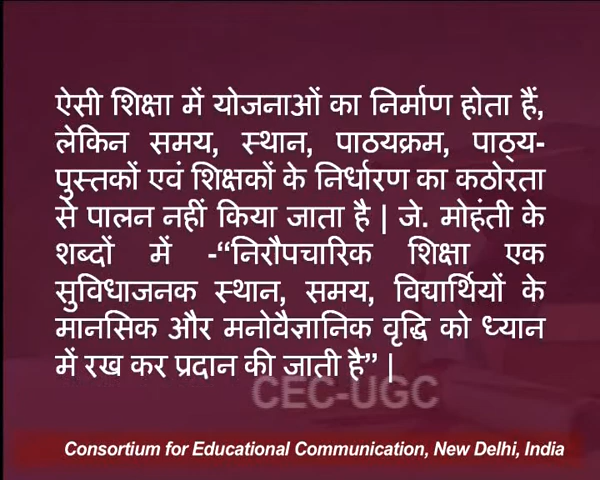 ऐसी शिक्षा में योजनाओं का निर्माण होता हैं,
लेकिन समय, स्थान, पाठयक्रम, पाठ्य-
पुस्तकों एवं शिक्षकों के निर्धारण का कठोरता
से पालन नहीं किया जाता है | जे. मोहंती के
शब्दों में -“निरौपचारिक शिक्षा एक
सुविधाजनक स्थान, समय, विद्यार्थियों के
मानसिक और मनोवैज्ञानिक वृद्धि को ध्यान
में रख कर प्रदान की जाती है” |
CEC-UGC
Consortium for Educational Communication, New Delhi, India